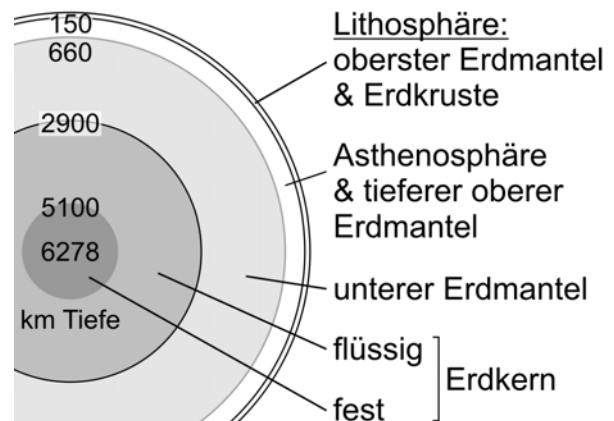 150
660
2900
5100
6278
km Tiefe
Lithosphäre:
oberster Erdmantel
& Erdkruste
Asthenosphäre
& tieferer oberer
Erdmantel
unterer Erdmantel
flüssig
Erdkern
fest